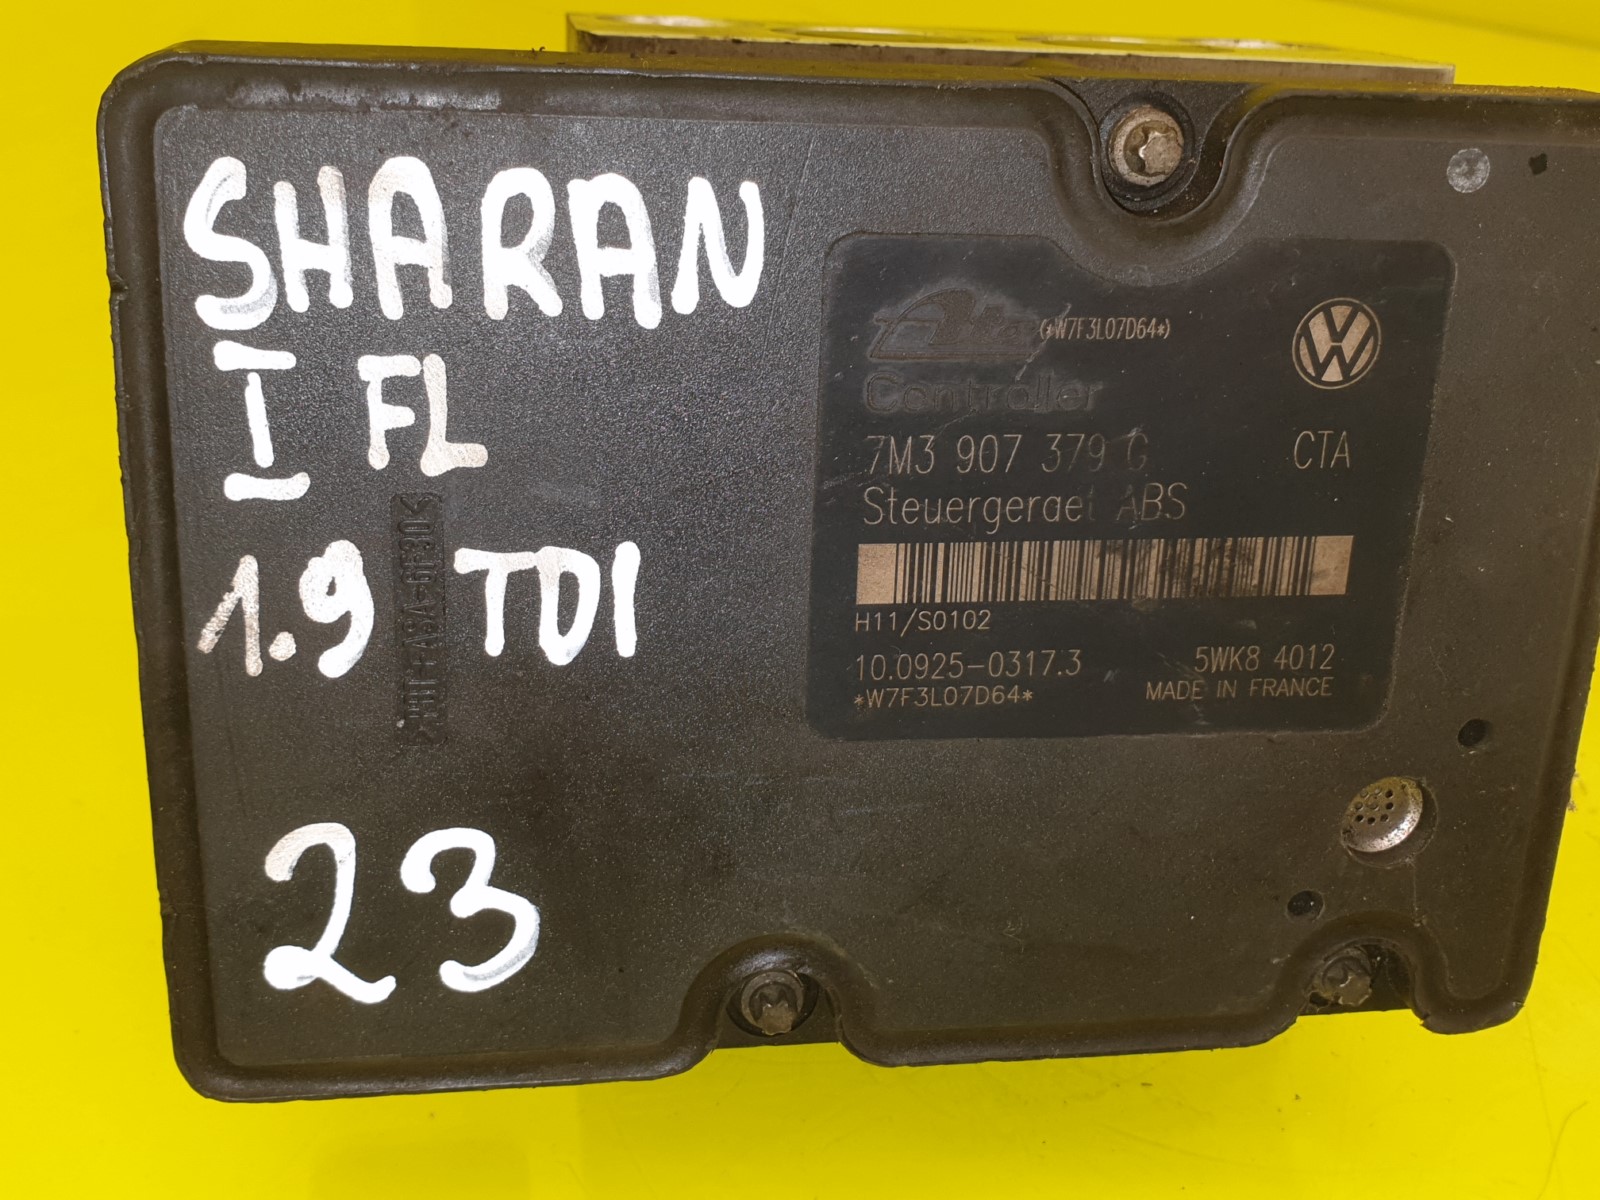 SHARAN
I FL
1.9 TDI
23
Ate (*W7F3L07D64*)
Controller
7M3 907 379 G CTA
Steuergeraet ABS
H11/S0102
10.0925-0317.3 5WK8 4012
*W7F3L07D64* MADE IN FRANCE